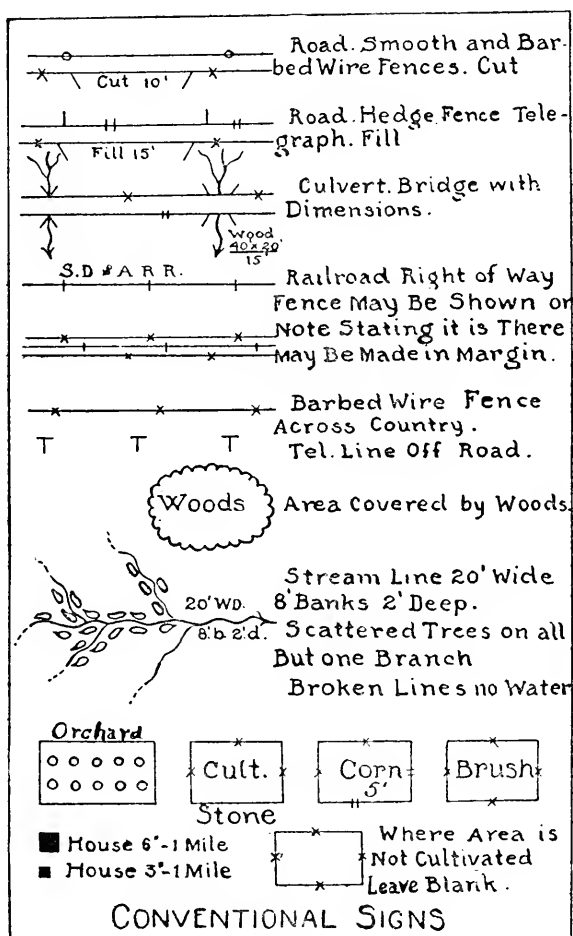 Road. Smooth and Bar-
bed Wire Fences. Cut
Cut 10'
Road. Hedge Fence Tele-
graph. Fill
Fill 15'
Culvert. Bridge with
Dimensions.
Wood
40' x 20'
15'
S.D & A R R.
Railroad Right of Way
Fence May Be Shown or
Note Stating it is There
May Be Made in Margin.
Barbed Wire Fence
Across Country.
T T T
Tel. Line Off Road.
Woods
Area Covered by Woods.
Stream Line 20' Wide
8' Banks 2' Deep.
20' WD.
8'b. 2'd.
Scattered Trees on all
But one Branch
Broken Lines no Water
Orchard
Cult.
Corn
5'
Brush
Stone
House 6"-1 Mile
House 3"-1 Mile
Where Area is
Not Cultivated
Leave Blank.
CONVENTIONAL SIGNS